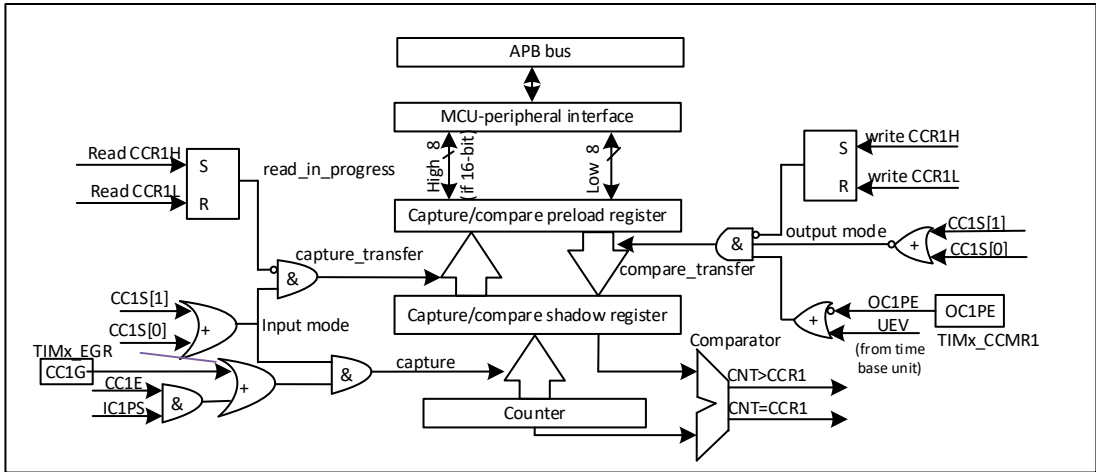 APB bus
MCU-peripheral interface
High 8
(if 16-bit)
Low 8
Read CCR1H
Read CCR1L
S
R
read_in_progress
S
R
write CCR1H
write CCR1L
Capture/compare preload register
capture_transfer
&
&
output mode
compare_transfer
+
CC1S[1]
CC1S[0]
CC1S[1]
CC1S[0]
+
Input mode
Capture/compare shadow register
+
OC1PE
UEV
(from time
base unit)
OC1PE
TIMx_CCMR1
TIMx_EGR
CC1G
CC1E
IC1PS
&
+
&
capture
Counter
Comparator
CNT>CCR1
CNT=CCR1